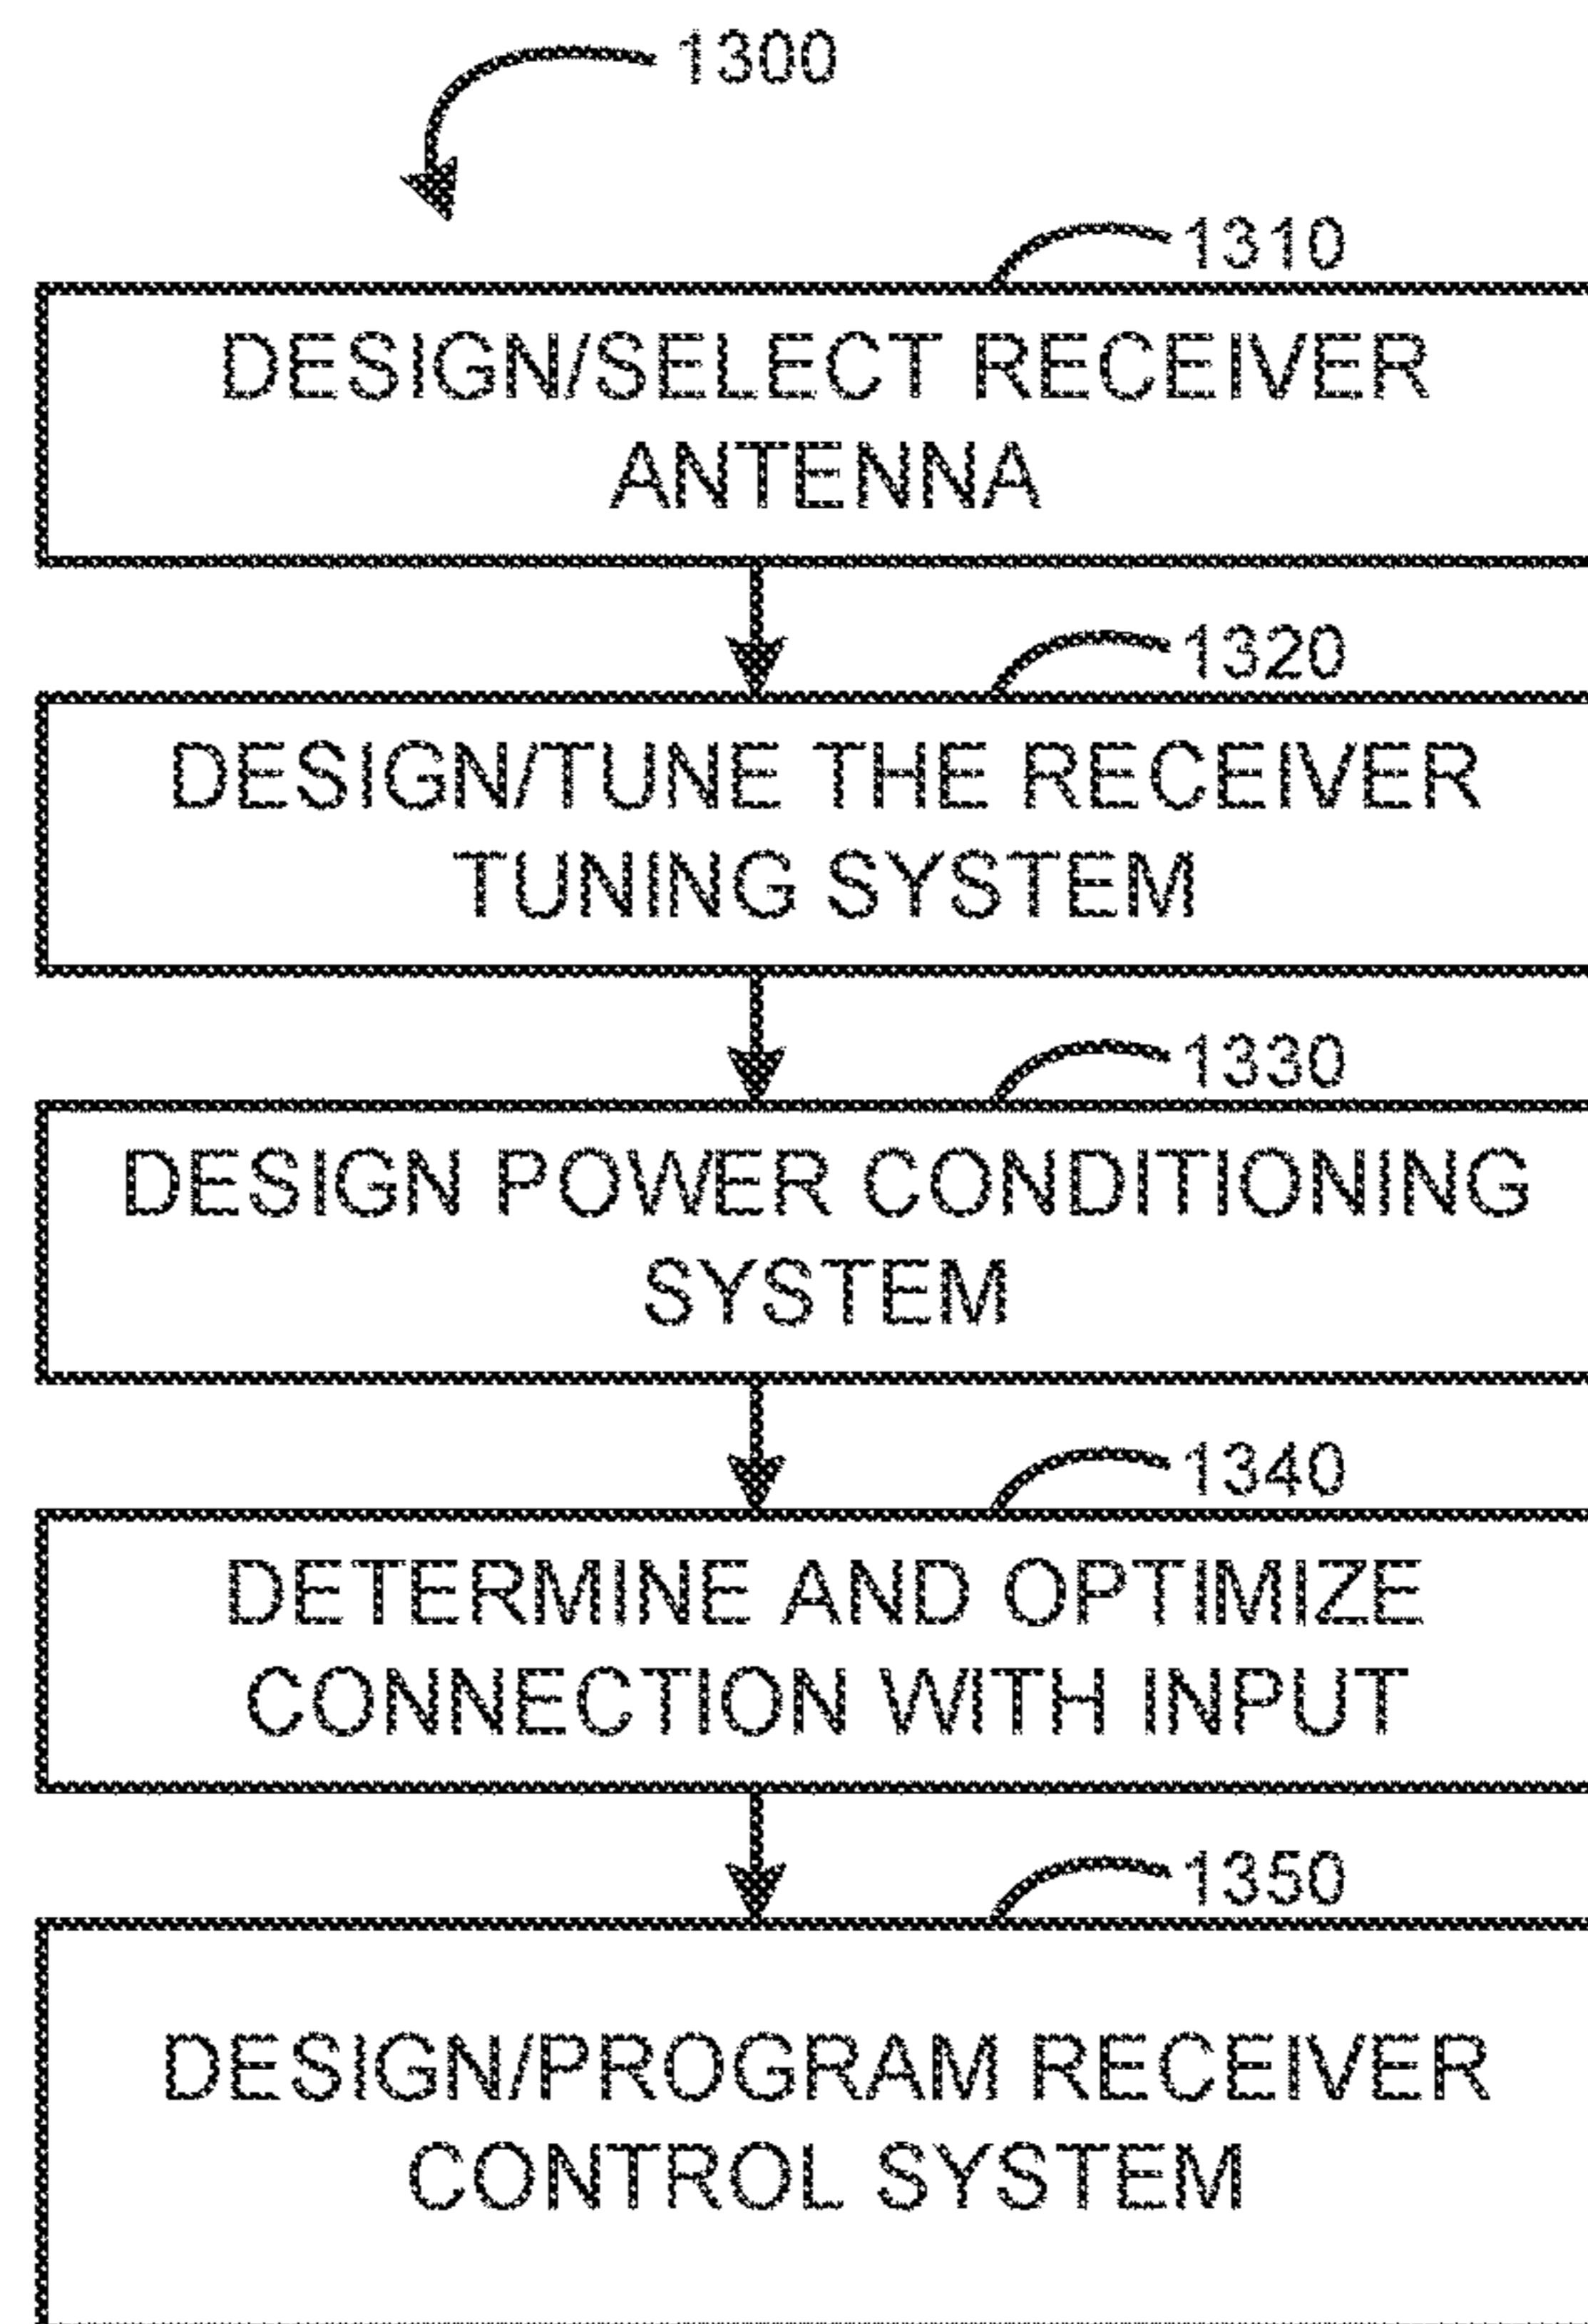 1300
1310
DESIGN/SELECT RECEIVER
ANTENNA
1320
DESIGN/TUNE THE RECEIVER
TUNING SYSTEM
1330
DESIGN POWER CONDITIONING
SYSTEM
1340
DETERMINE AND OPTIMIZE
CONNECTION WITH INPUT
1350
DESIGN/PROGRAM RECEIVER
CONTROL SYSTEM